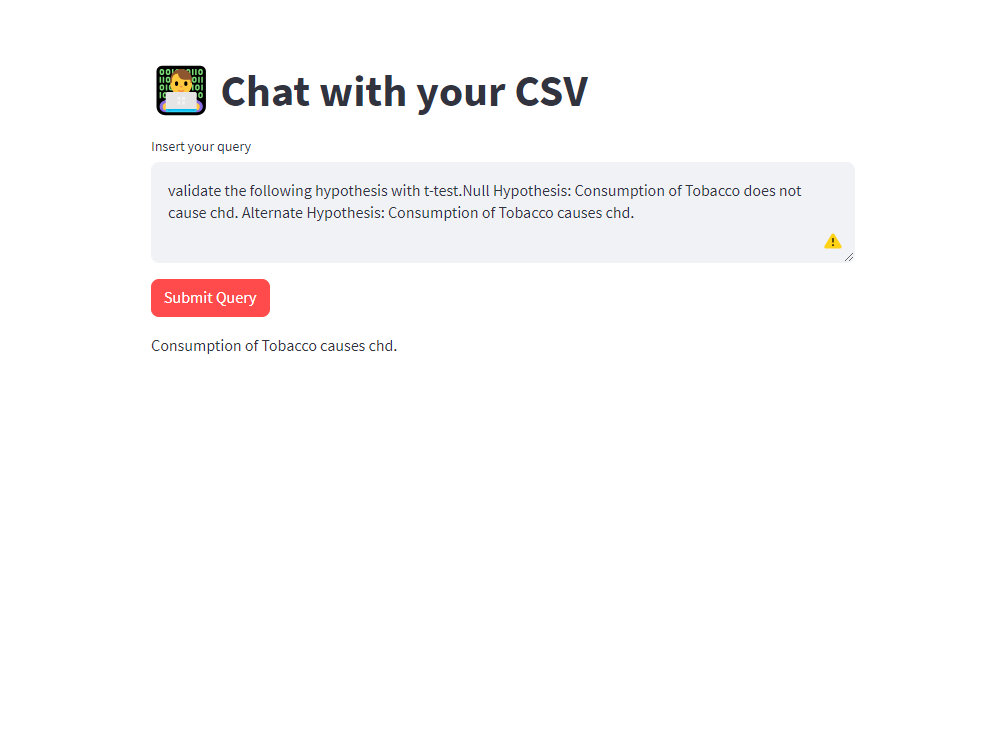 Chat with your CSV
Insert your query
validate the following hypothesis with t-test.Null Hypothesis: Consumption of Tobacco does not
cause chd. Alternate Hypothesis: Consumption of Tobacco causes chd.
Submit Query
Consumption of Tobacco causes chd.